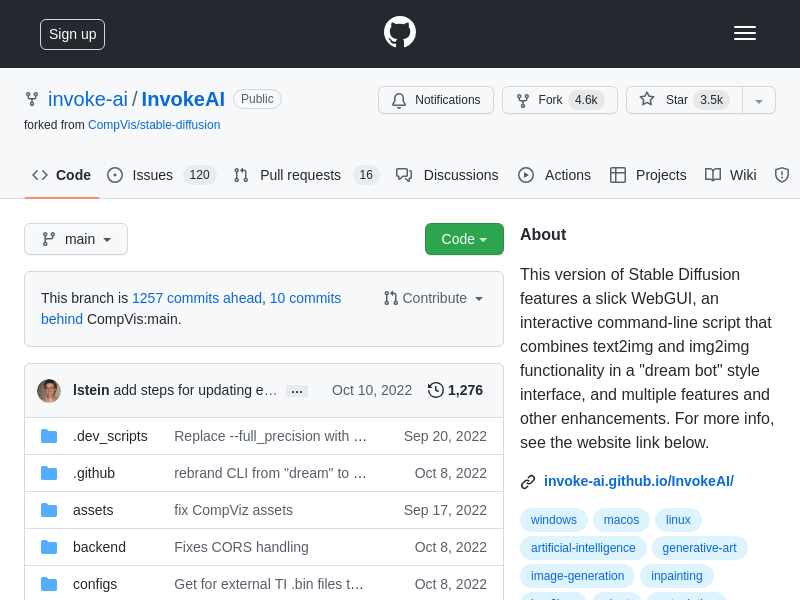 Sign up
invoke-ai / InvokeAI Public
forked from CompVis/stable-diffusion
Notifications
Fork 4.6k
Star 3.5k
Code
Issues 120
Pull requests 16
Discussions
Actions
Projects
Wiki
main
Code
This branch is 1257 commits ahead, 10 commits
behind CompVis:main.
Contribute
lstein add steps for updating e… … Oct 10, 2022 1,276
.dev_scripts Replace --full_precision with … Sep 20, 2022
.github rebrand CLI from "dream" to … Oct 8, 2022
assets fix CompViz assets Sep 17, 2022
backend Fixes CORS handling Oct 8, 2022
configs Get for external TI .bin files t… Oct 8, 2022
About
This version of Stable Diffusion
features a slick WebGUI, an
interactive command-line script that
combines text2img and img2img
functionality in a "dream bot" style
interface, and multiple features and
other enhancements. For more info,
see the website link below.
invoke-ai.github.io/InvokeAI/
windows macos linux
artificial-intelligence generative-art
image-generation inpainting